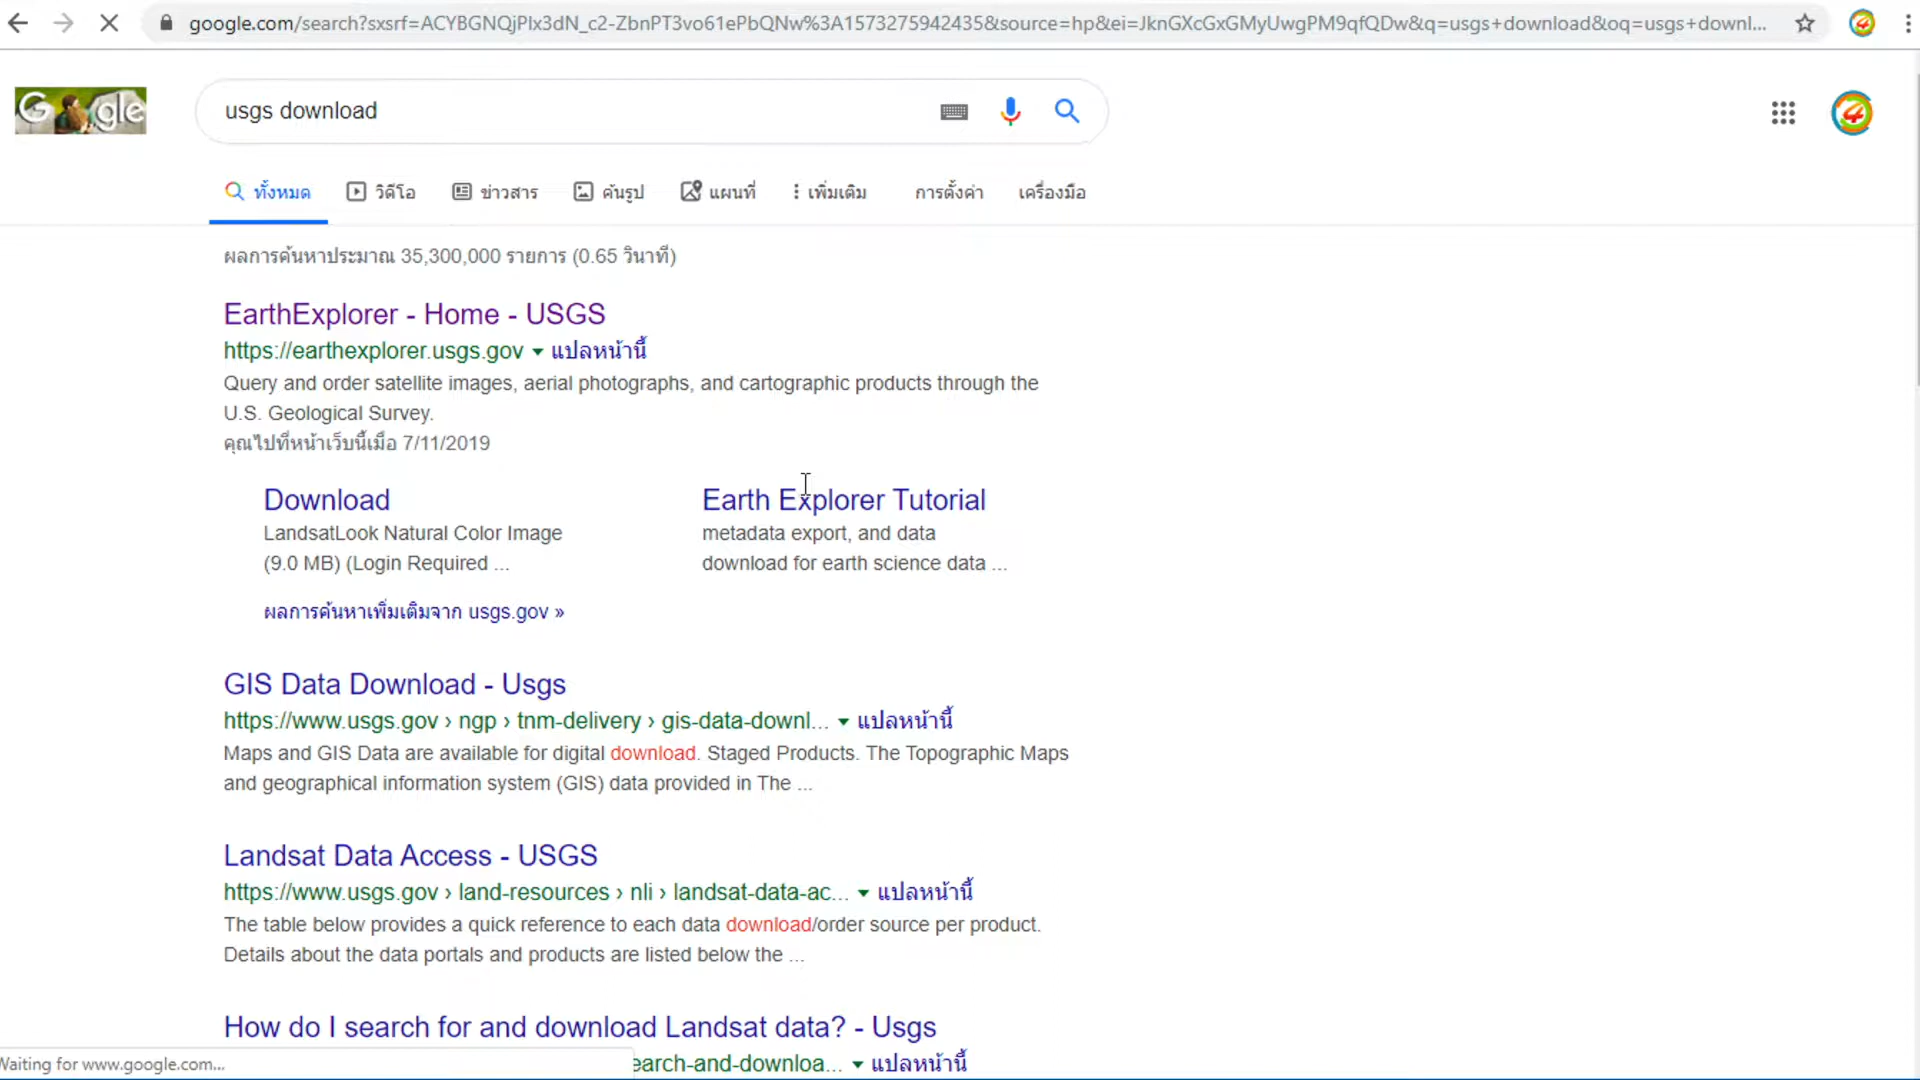 google.com/search?sxsrf=ACYBGNQjPIx3dN_c2-ZbnPT3vo61ePbQNw%3A1573275942435&source=hp&ei=JknGXcGxGMyUwgPM9qfQDw&q=usgs+download&oq=usgs+downl...
Google
usgs download
ทั้งหมด วิดีโอ ข่าวสาร ค้นรูป แผนที่ เพิ่มเติม การตั้งค่า เครื่องมือ
ผลการค้นหาประมาณ 35,300,000 รายการ (0.65 วินาที)
EarthExplorer - Home - USGS
https://earthexplorer.usgs.gov แปลหน้านี้
Query and order satellite images, aerial photographs, and cartographic products through the
U.S. Geological Survey.
คุณไปที่หน้าเว็บนี้เมื่อ 7/11/2019
Download
LandsatLook Natural Color Image
(9.0 MB) (Login Required ...
Earth Explorer Tutorial
metadata export, and data
download for earth science data ...
ผลการค้นหาเพิ่มเติมจาก usgs.gov »
GIS Data Download - Usgs
https://www.usgs.gov › ngp › tnm-delivery › gis-data-downl... แปลหน้านี้
Maps and GIS Data are available for digital download. Staged Products. The Topographic Maps
and geographical information system (GIS) data provided in The ...
Landsat Data Access - USGS
https://www.usgs.gov › land-resources › nli › landsat-data-ac... แปลหน้านี้
The table below provides a quick reference to each data download/order source per product.
Details about the data portals and products are listed below the ...
How do I search for and download Landsat data? - Usgs
earch-and-downloa... แปลหน้านี้
Waiting for www.google.com...